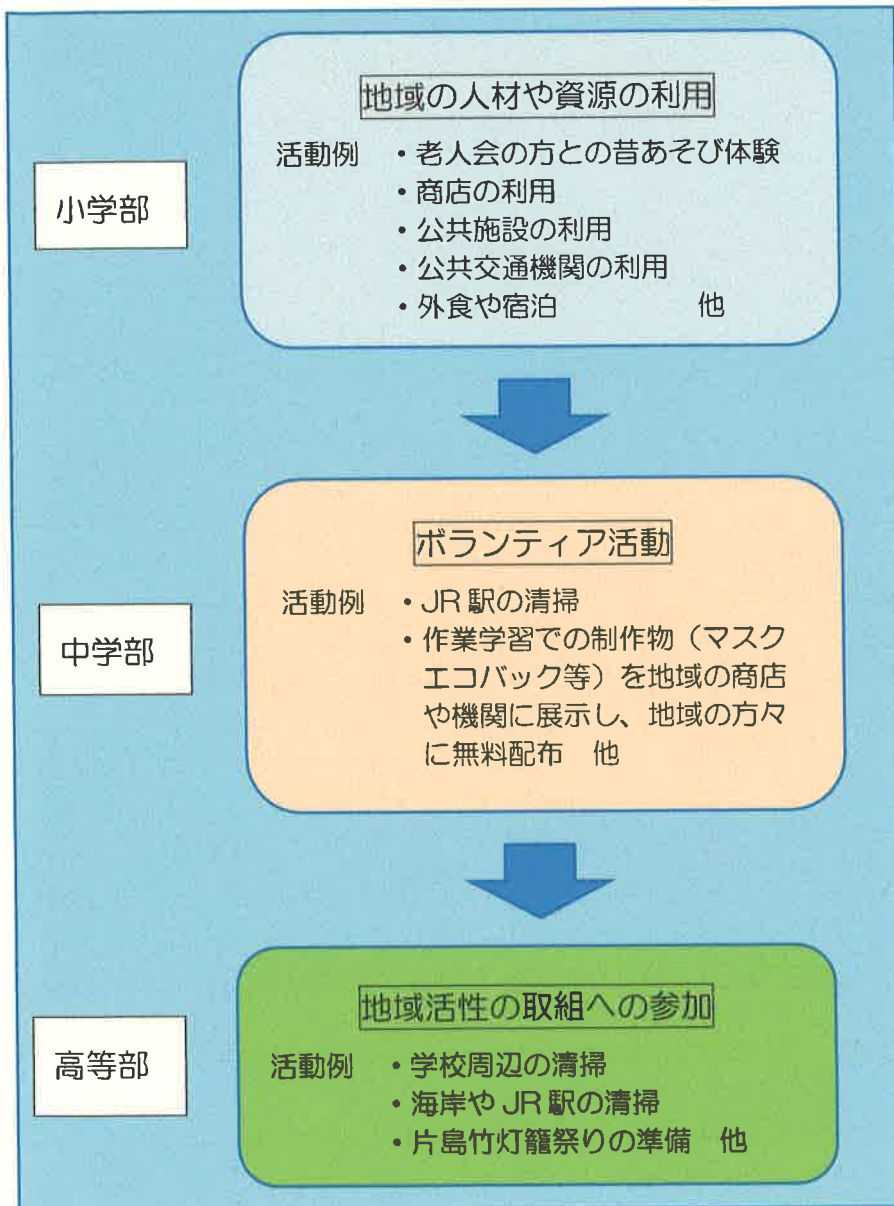 小学部
地域の人材や資源の利用
活動例 ・老人会の方との昔あそび体験
・商店の利用
・公共施設の利用
・公共交通機関の利用
・外食や宿泊 他
中学部
ボランティア活動
活動例 ・JR駅の清掃
・作業学習での制作物（マスク
エコバック等）を地域の商店
や機関に展示し、地域の方々
に無料配布 他
高等部
地域活性の取組への参加
活動例 ・学校周辺の清掃
・海岸やJR駅の清掃
・片島竹灯籠祭りの準備 他